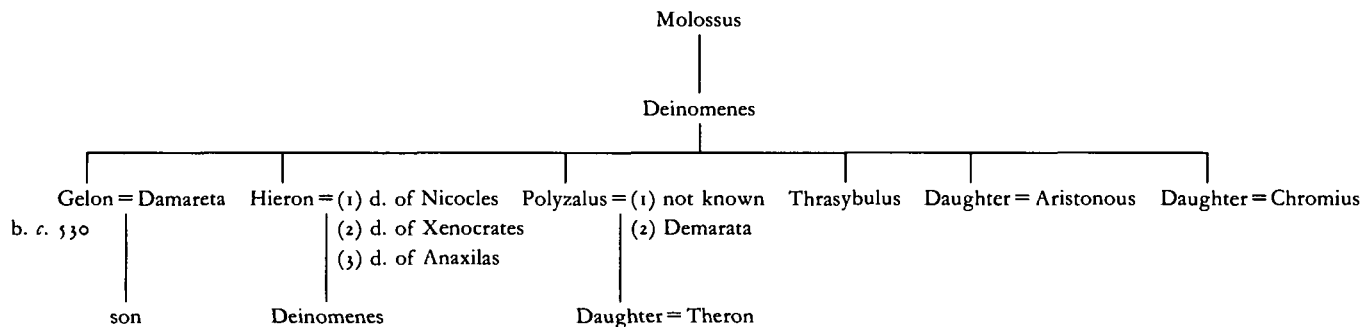 Molossus
Deinomenes
Gelon = Damareta Hieron = (1) d. of Nicocles Polyzalus = (1) not known Thrasybulus Daughter = Aristonous Daughter = Chromius
b. c. 530 (2) d. of Xenocrates (2) Demarata
(3) d. of Anaxilas
son Deinomenes Daughter = Theron